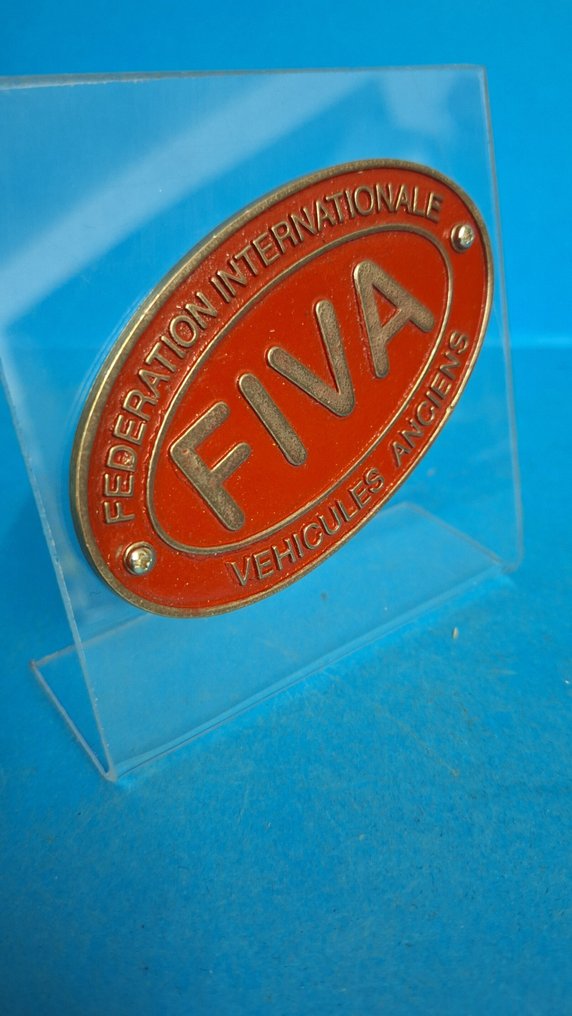 FEDERATION INTERNATIONALE
FIVA
VEHICULES ANCIENS